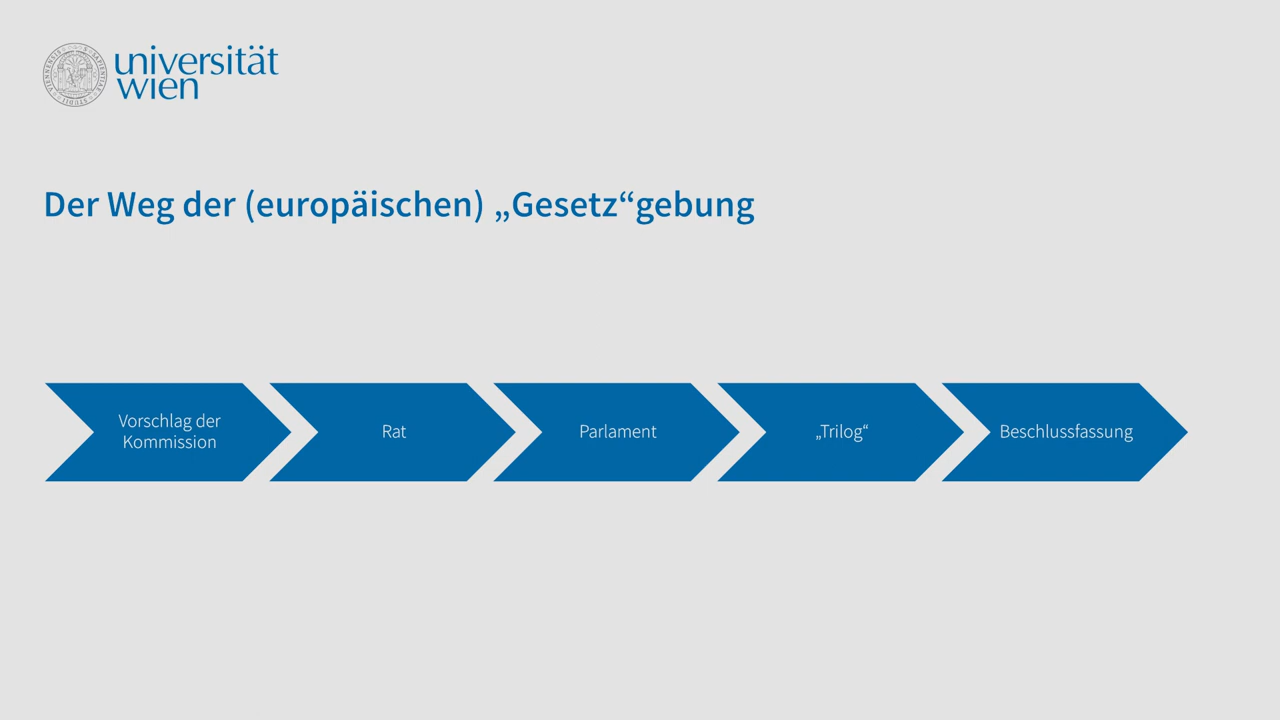 universität
wien
Der Weg der (europäischen) „Gesetz“gebung
Vorschlag der
Kommission
Rat
Parlament
„Trilog“
Beschlussfassung